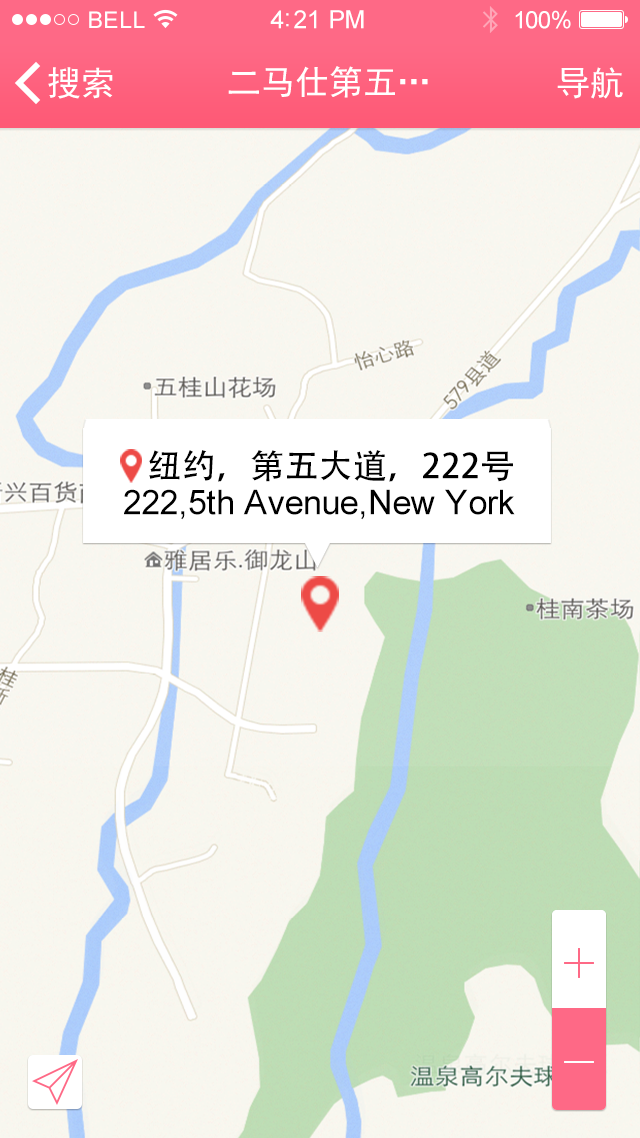 BELL 4:21 PM 100%
搜索 二马仕第五… 导航
怡心路
579县道
五桂山花场
纽约，第五大道，222号
222,5th Avenue,New York
兴百货
雅居乐.御龙山
桂南茶场
桂
温泉高尔夫球